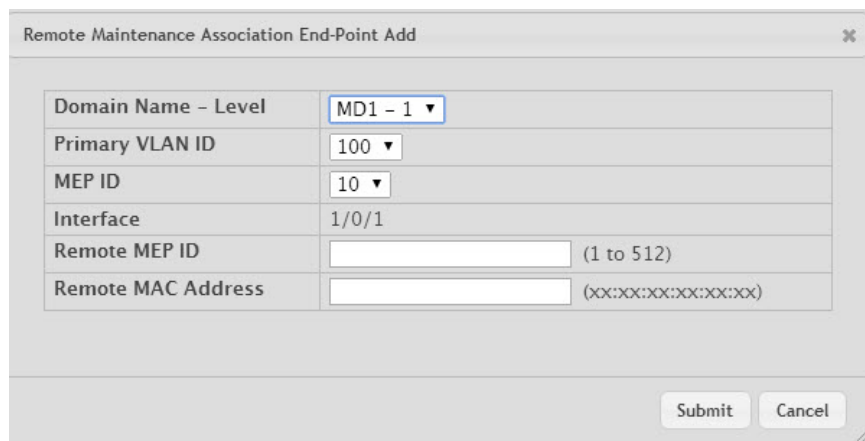 Remote Maintenance Association End-Point Add
Domain Name – Level MD1 – 1
Primary VLAN ID 100
MEP ID 10
Interface 1/0/1
Remote MEP ID (1 to 512)
Remote MAC Address (xx:xx:xx:xx:xx:xx)
Submit Cancel